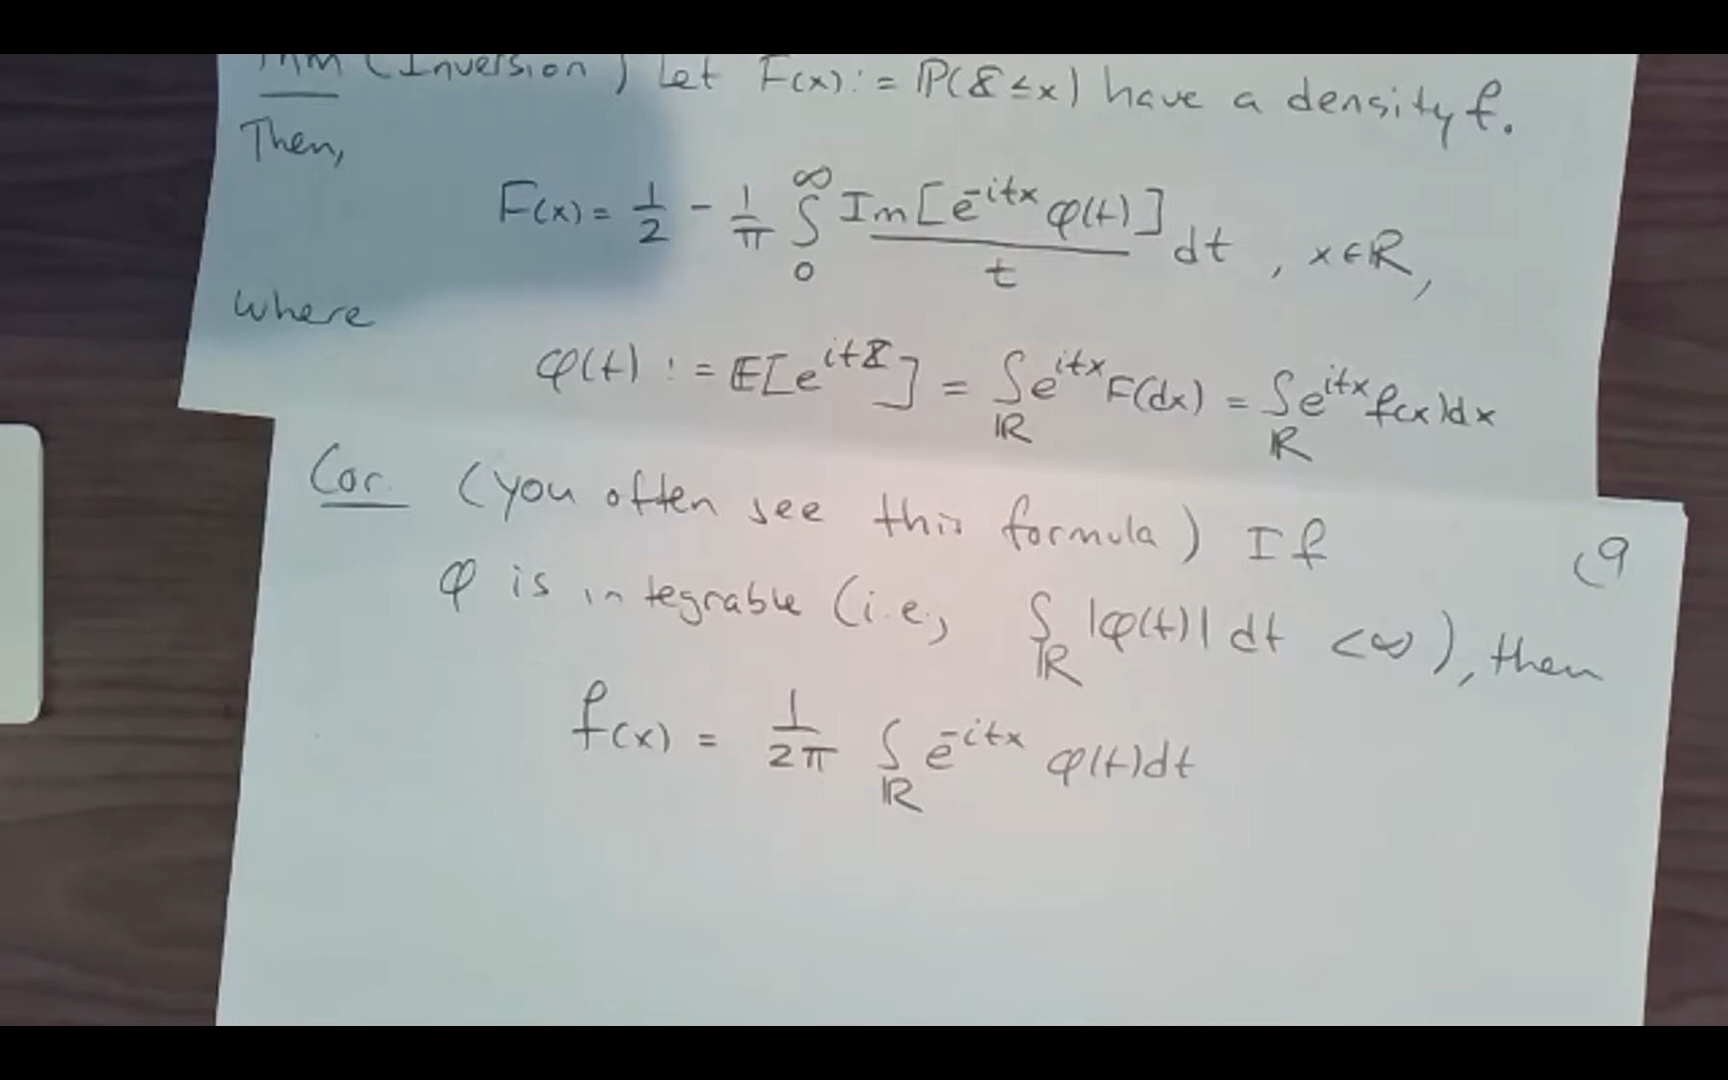 Thm (Inversion) Let F(x) := ℙ(X ≤ x) have a density f.
Then,
F(x) = 1/2 - 1/π ∫_0^∞ Im[e^{-itx} φ(t)]/t dt , x ∈ ℝ,
where
φ(t) := E[e^{itX}] = ∫_ℝ e^{itx} F(dx) = ∫_ℝ e^{itx} f(x)dx
Cor. (you often see this formula) If
9
φ is integrable (i.e., ∫_ℝ |φ(t)| dt < ∞), then
f(x) = 1/2π ∫_ℝ e^{-itx} φ(t)dt